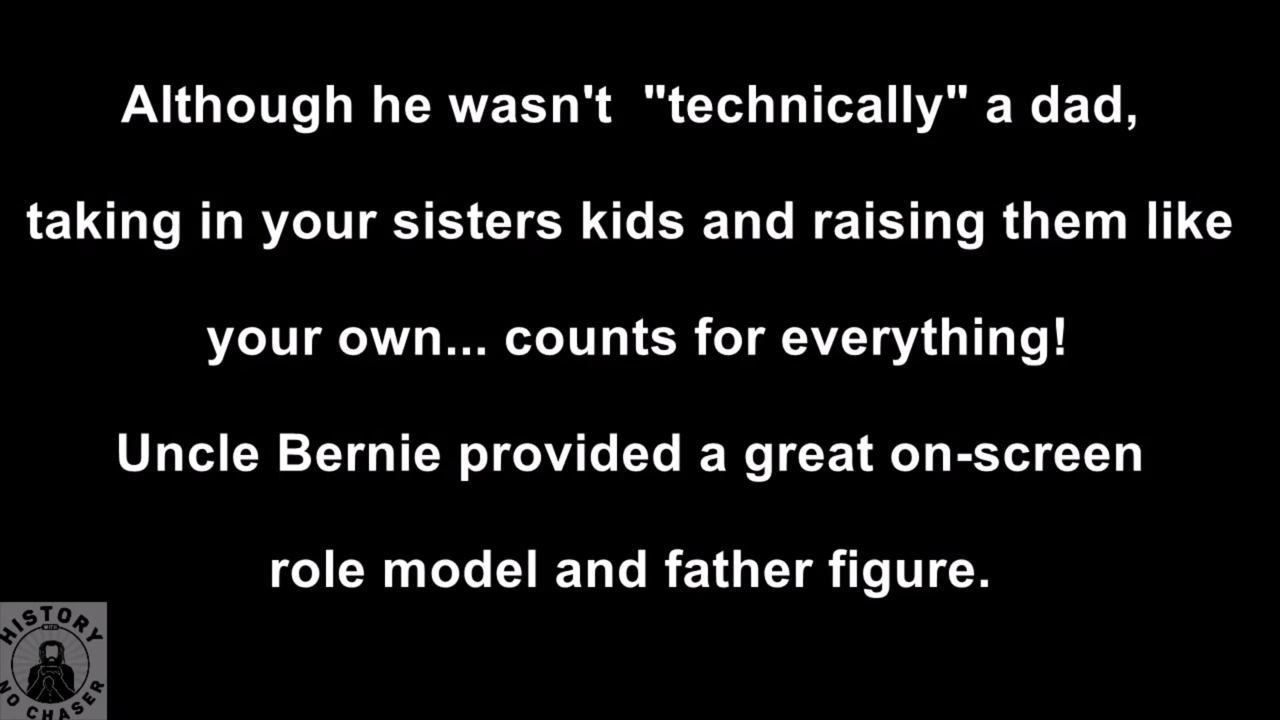 Although he wasn't  "technically" a dad,
taking in your sisters kids and raising them like
your own... counts for everything!
Uncle Bernie provided a great on-screen
role model and father figure.
HISTORY
WITH
NO CHASER